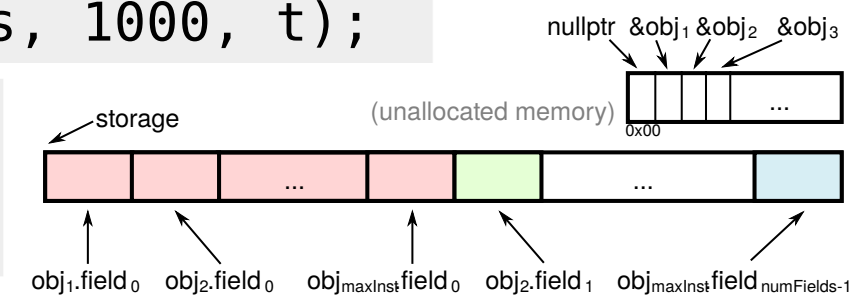 s, 1000, t);
nullptr &obj1 &obj2 &obj3
(unallocated memory)
...
0x00
storage
... ...
obj1.field0 obj2.field0 objmaxInst.field0 obj2.field1 objmaxInst.fieldnumFields-1